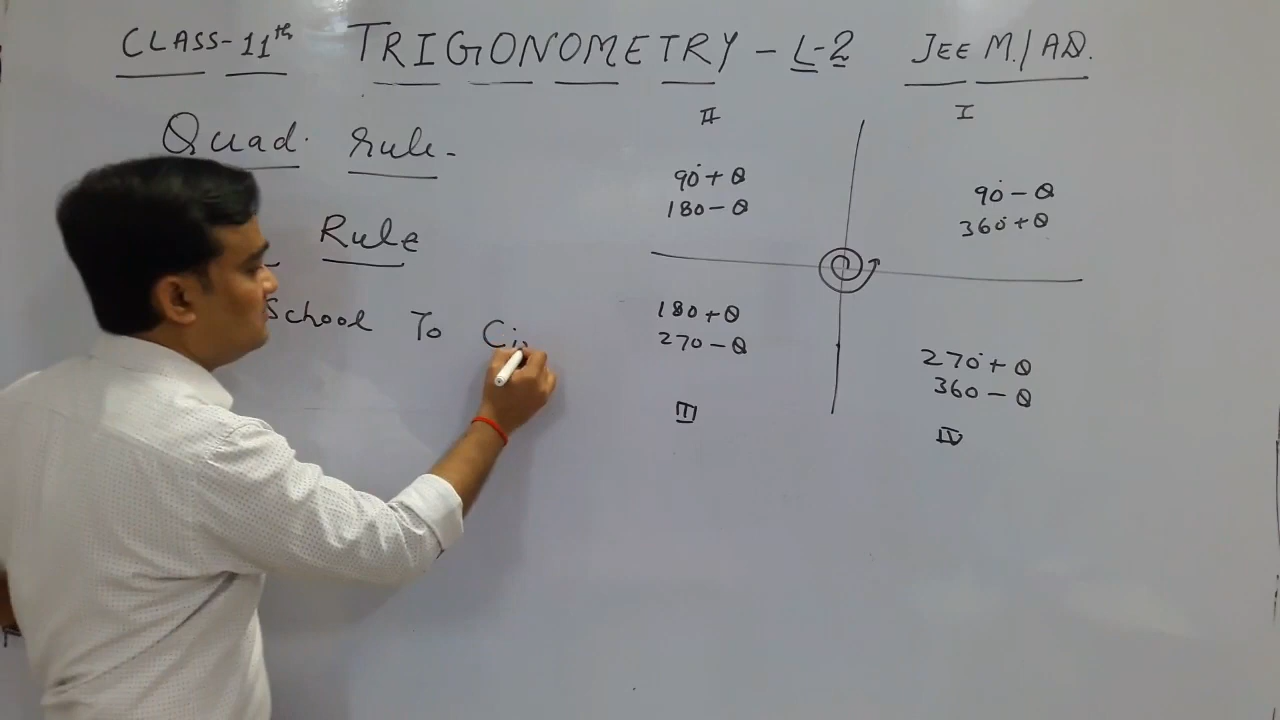 CLASS-11th TRIGONOMETRY - L-2 JEE M./AD.
Quad. rule-
Rule
School To Ci
II
90°+θ
180-θ
I
90°-θ
360°+θ
180+θ
270-θ
III
270°+θ
360-θ
IV